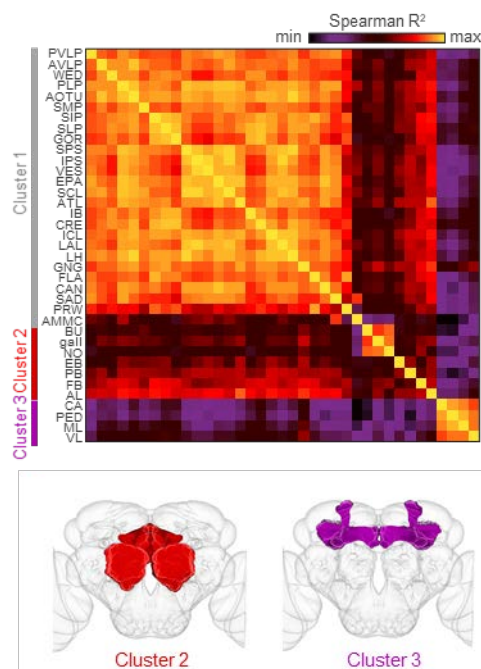 Spearman R²
min max
PVLP
AVLP
WED
PLP
AOTU
SMP
SIP
SLP
GOR
SPS
IPS
VES
EPA
SCL
ATL
IB
CRE
ICL
LAL
LH
GNG
FLA
CAN
SAD
PRW
AMMC
BU
gall
NO
EB
PB
FB
AL
CA
PED
ML
VL
Cluster 1
Cluster 2
Cluster 3
Cluster 2
Cluster 3